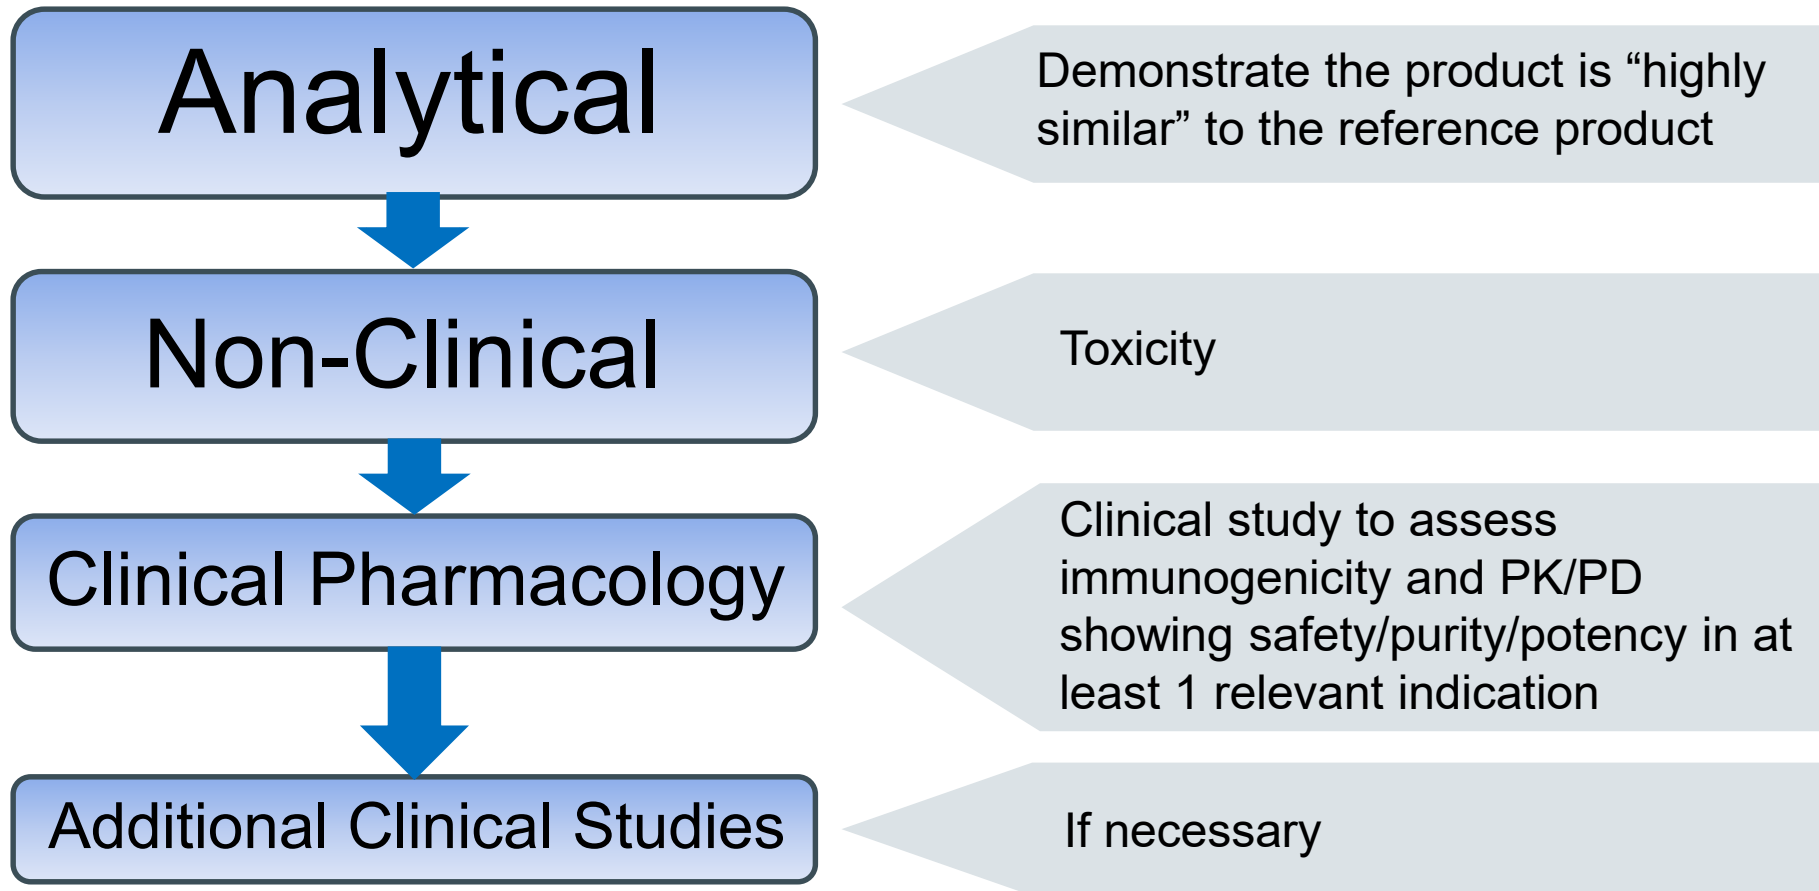 Analytical
Demonstrate the product is “highly
similar” to the reference product
Non-Clinical
Toxicity
Clinical Pharmacology
Clinical study to assess
immunogenicity and PK/PD
showing safety/purity/potency in at
least 1 relevant indication
Additional Clinical Studies
If necessary